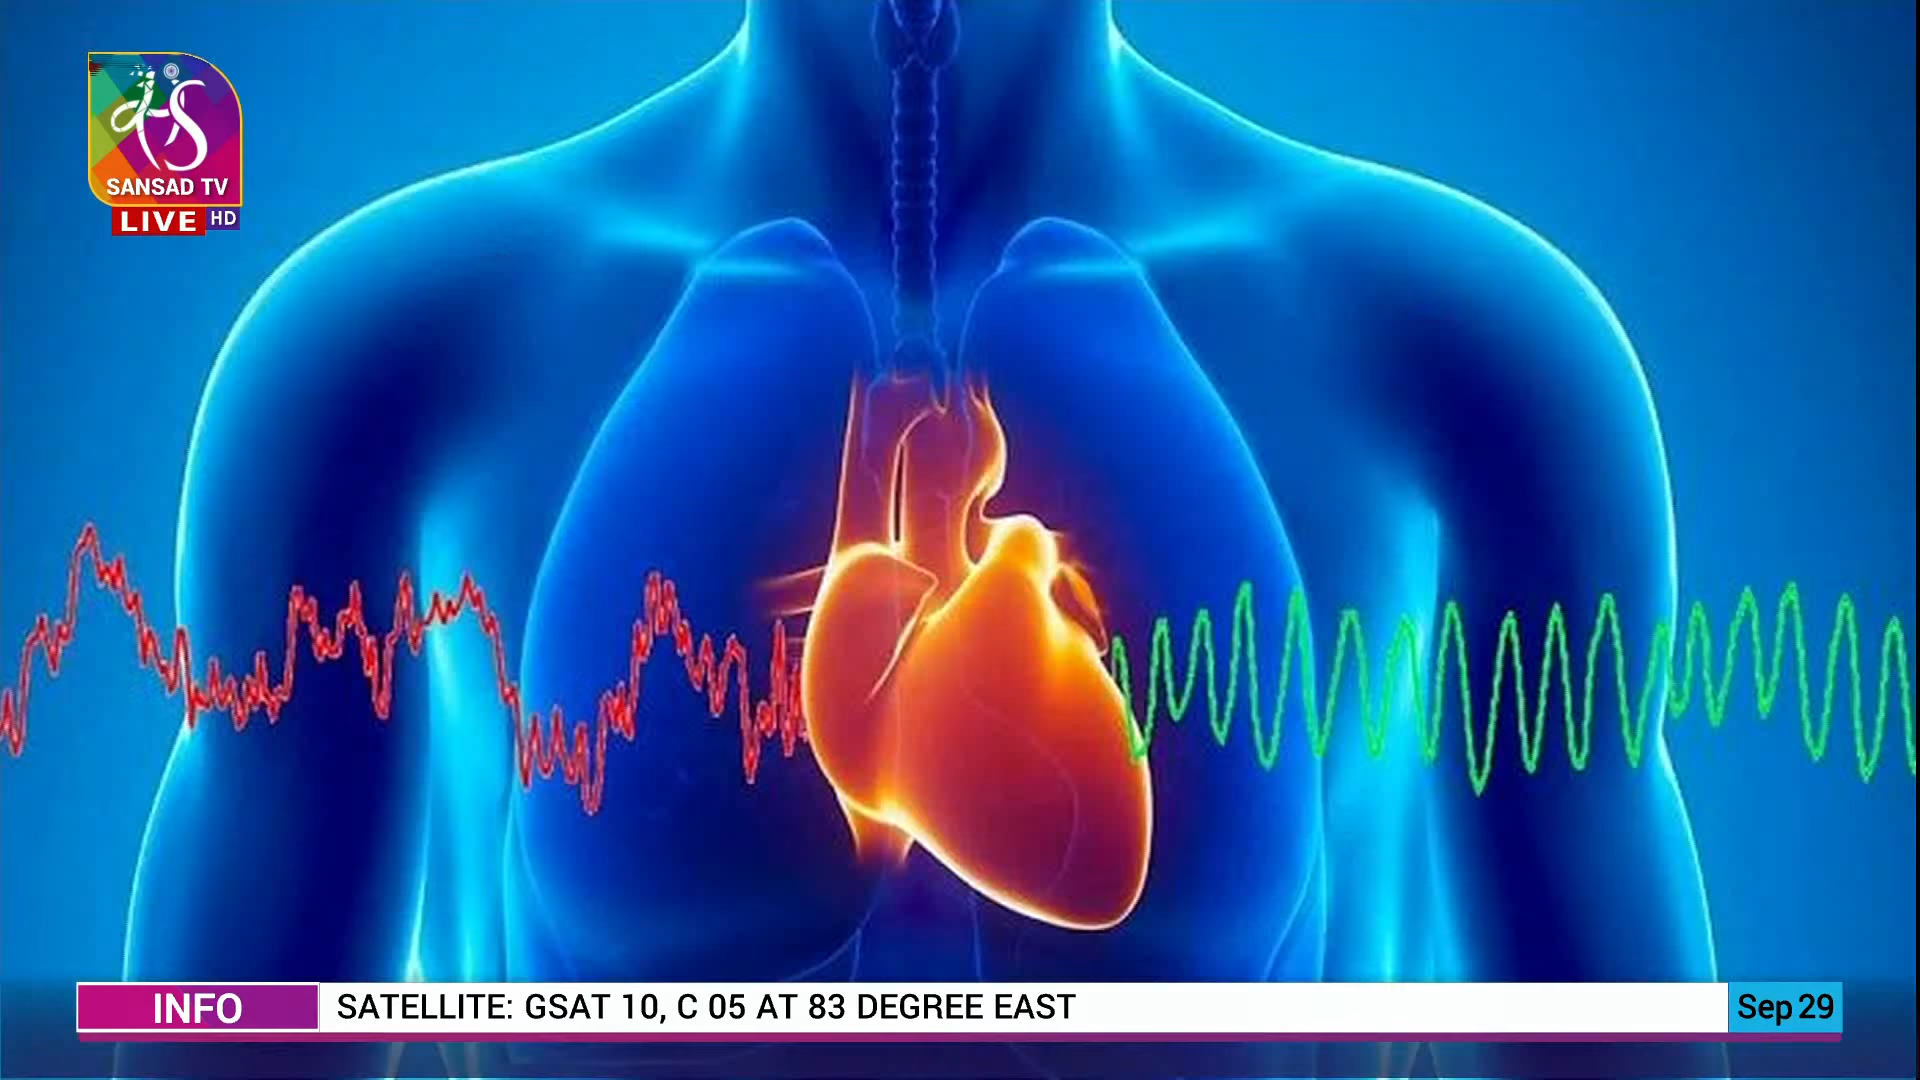 SANSAD TV
LIVE HD
INFO SATELLITE: GSAT 10, C 05 AT 83 DEGREE EAST Sep 29